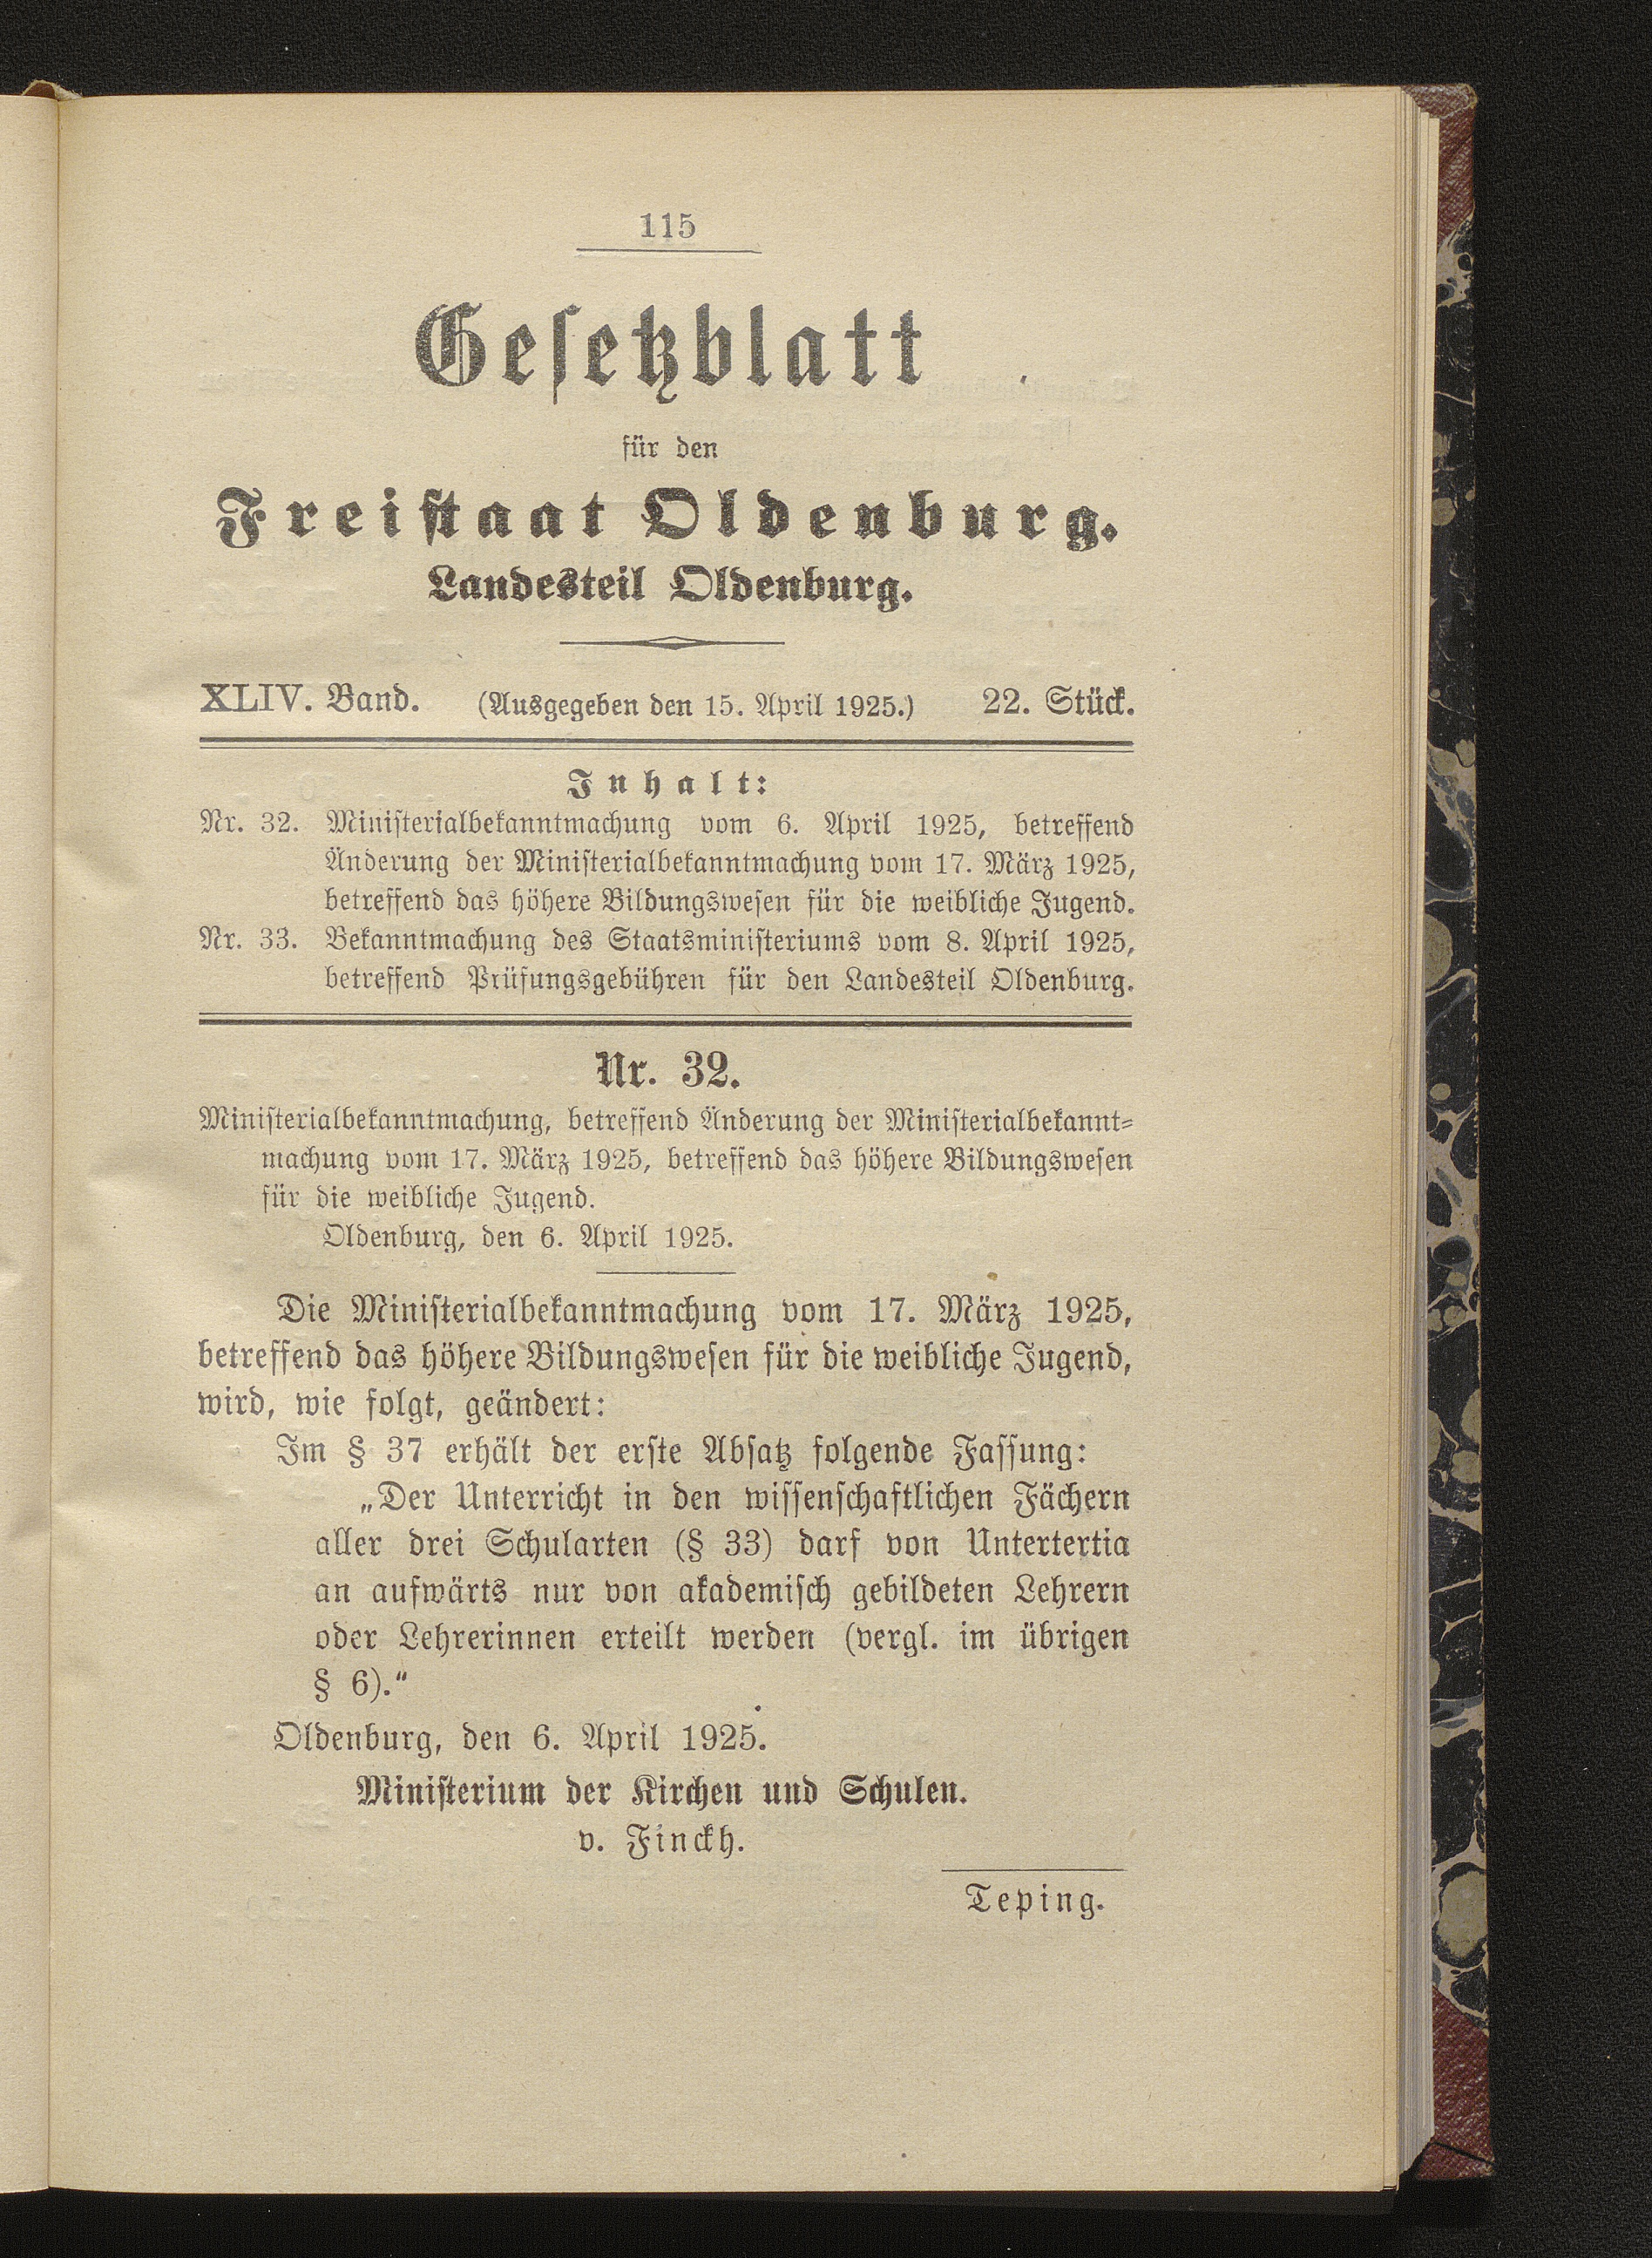 115
Gesetzblatt
für den
Freistaat Oldenburg.
Landesteil Oldenburg.
XLIV. Band. (Ausgegeben den 15. April 1925.) 22. Stück.
Inhalt:
Nr. 32. Ministerialbekanntmachung vom 6. April 1925, betreffend
Änderung der Ministerialbekanntmachung vom 17. März 1925,
betreffend das höhere Bildungswesen für die weibliche Jugend.
Nr. 33. Bekanntmachung des Staatsministeriums vom 8. April 1925,
betreffend Prüfungsgebühren für den Landesteil Oldenburg.
Nr. 32.
Ministerialbekanntmachung, betreffend Änderung der Ministerialbekannt-
machung vom 17. März 1925, betreffend das höhere Bildungswesen
für die weibliche Jugend.
Oldenburg, den 6. April 1925.
Die Ministerialbekanntmachung vom 17. März 1925,
betreffend das höhere Bildungswesen für die weibliche Jugend,
wird, wie folgt, geändert:
Im § 37 erhält der erste Absatz folgende Fassung:
„Der Unterricht in den wissenschaftlichen Fächern
aller drei Schularten (§ 33) darf von Untertertia
an aufwärts nur von akademisch gebildeten Lehrern
oder Lehrerinnen erteilt werden (vergl. im übrigen
§ 6).“
Oldenburg, den 6. April 1925.
Ministerium der Kirchen und Schulen.
v. Finckh.
Teping.